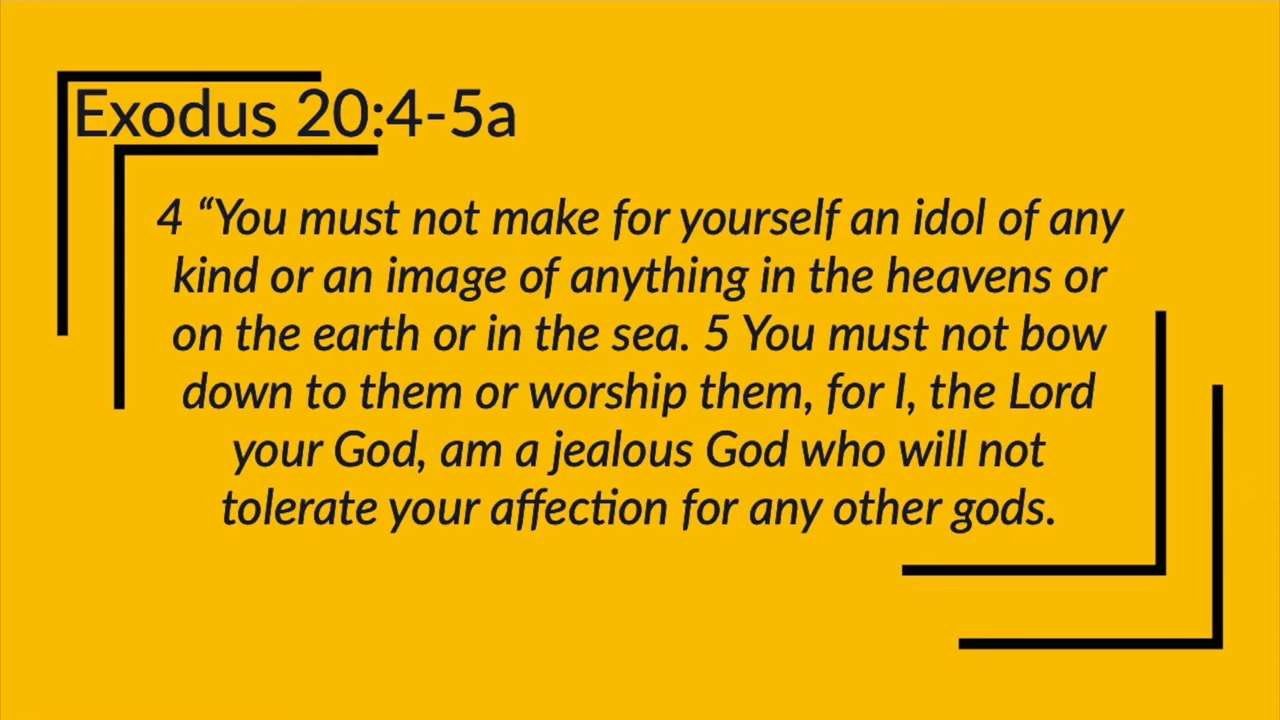 Exodus 20:4-5a
4 “You must not make for yourself an idol of any
kind or an image of anything in the heavens or
on the earth or in the sea. 5 You must not bow
down to them or worship them, for I, the Lord
your God, am a jealous God who will not
tolerate your affection for any other gods.